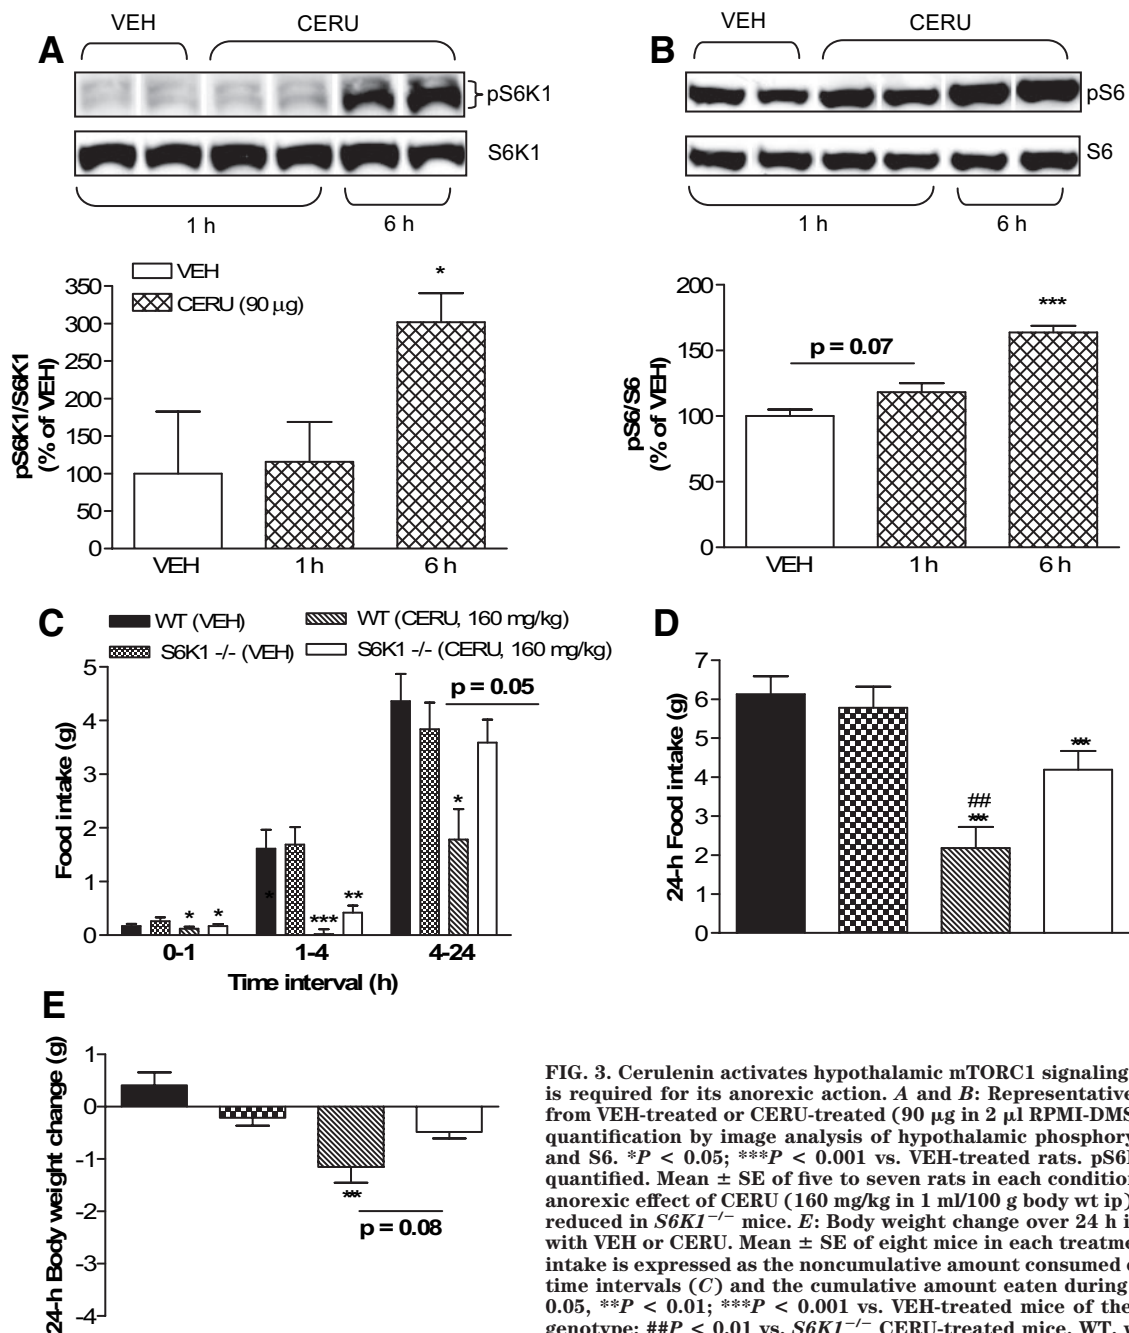 VEH CERU
A
pS6K1
S6K1
1 h 6 h
VEH CERU
B
pS6
S6
1 h 6 h
VEH
CERU (90 µg)
pS6K1/S6K1
(% of VEH)
350
300
250
200
150
100
50
0
*
VEH 1 h 6 h
pS6/S6
(% of VEH)
200
150
100
50
0
p = 0.07
***
VEH 1 h 6 h
C
WT (VEH) WT (CERU, 160 mg/kg)
S6K1 -/- (VEH) S6K1 -/- (CERU, 160 mg/kg)
Food intake (g)
5
4
3
2
1
0
* *
* *** **
*
p = 0.05
0-1 1-4 4-24
Time interval (h)
D
24-h Food intake (g)
7
6
5
4
3
2
1
0
##
***
***
E
24-h Body weight change (g)
1
0
-1
-2
-3
-4
***
p = 0.08
FIG. 3. Cerulenin activates hypothalamic mTORC1 signaling
is required for its anorexic action. A and B: Representative
from VEH-treated or CERU-treated (90 µg in 2 µl RPMI-DMS
quantification by image analysis of hypothalamic phosphory
and S6. *P < 0.05; ***P < 0.001 vs. VEH-treated rats. pS6
quantified. Mean ± SE of five to seven rats in each condition
anorexic effect of CERU (160 mg/kg in 1 ml/100 g body wt ip)
reduced in S6K1−/− mice. E: Body weight change over 24 h i
with VEH or CERU. Mean ± SE of eight mice in each treatme
intake is expressed as the noncumulative amount consumed
time intervals (C) and the cumulative amount eaten during
0.05, **P < 0.01; ***P < 0.001 vs. VEH-treated mice of the
genotype; ##P < 0.01 vs. S6K1−/− CERU-treated mice. WT,